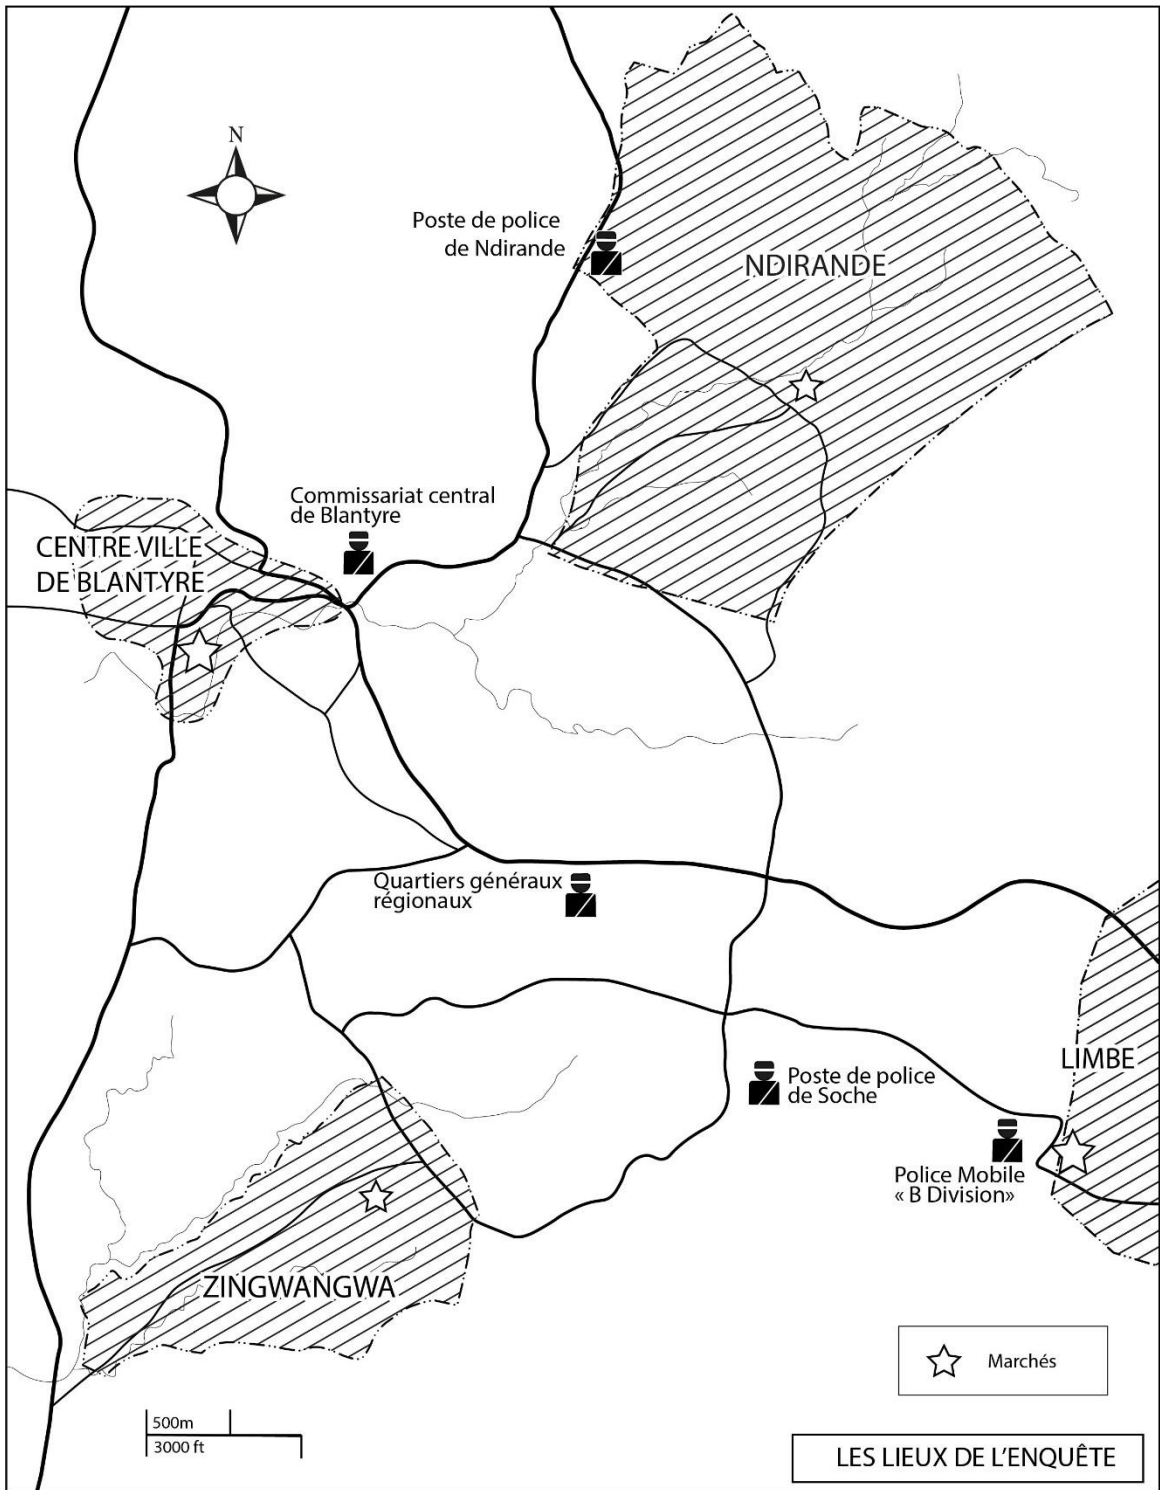 N
Poste de police
de Ndirande
NDIRANDE
Commissariat central
de Blantyre
CENTRE VILLE
DE BLANTYRE
Quartiers généraux
régionaux
LIMBE
Poste de police
de Soche
Police Mobile
« B Division»
ZINGWANGWA
Marchés
500m
3000 ft
LES LIEUX DE L'ENQUÊTE